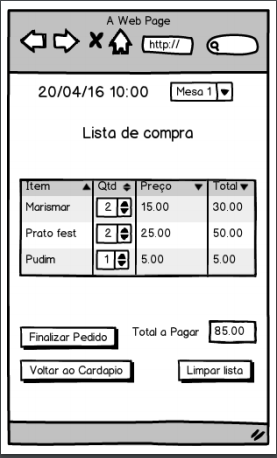 A Web Page
http://
20/04/16 10:00 Mesa 1
Lista de compra
Item Qtd Preço Total
Marismar 2 15.00 30.00
Prato fest 2 25.00 50.00
Pudim 1 5.00 5.00
Finalizar Pedido Total a Pagar 85.00
Voltar ao Cardapio Limpar lista